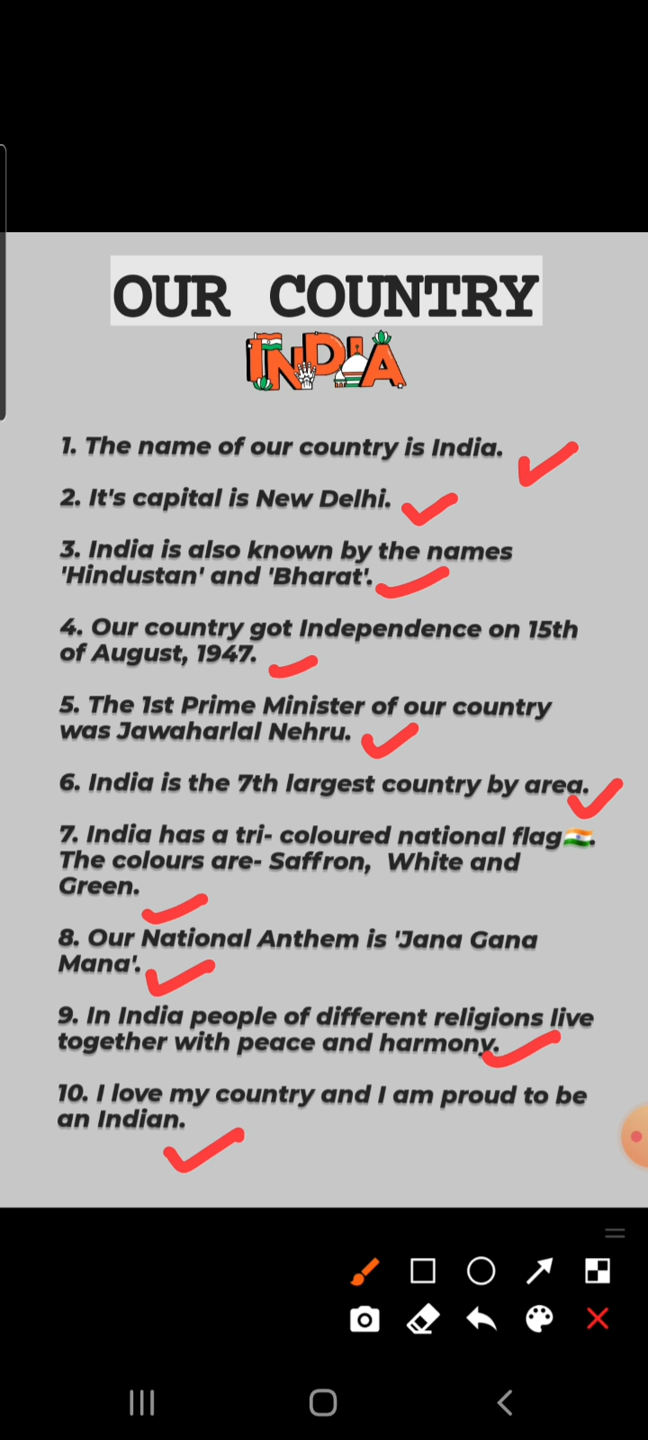 OUR COUNTRY
INDIA
1. The name of our country is India.
2. It's capital is New Delhi.
3. India is also known by the names
'Hindustan' and 'Bharat'.
4. Our country got Independence on 15th
of August, 1947.
5. The 1st Prime Minister of our country
was Jawaharlal Nehru.
6. India is the 7th largest country by area.
7. India has a tri- coloured national flag🇮🇳.
The colours are- Saffron, White and
Green.
8. Our National Anthem is 'Jana Gana
Mana'.
9. In India people of different religions live
together with peace and harmony.
10. I love my country and I am proud to be
an Indian.